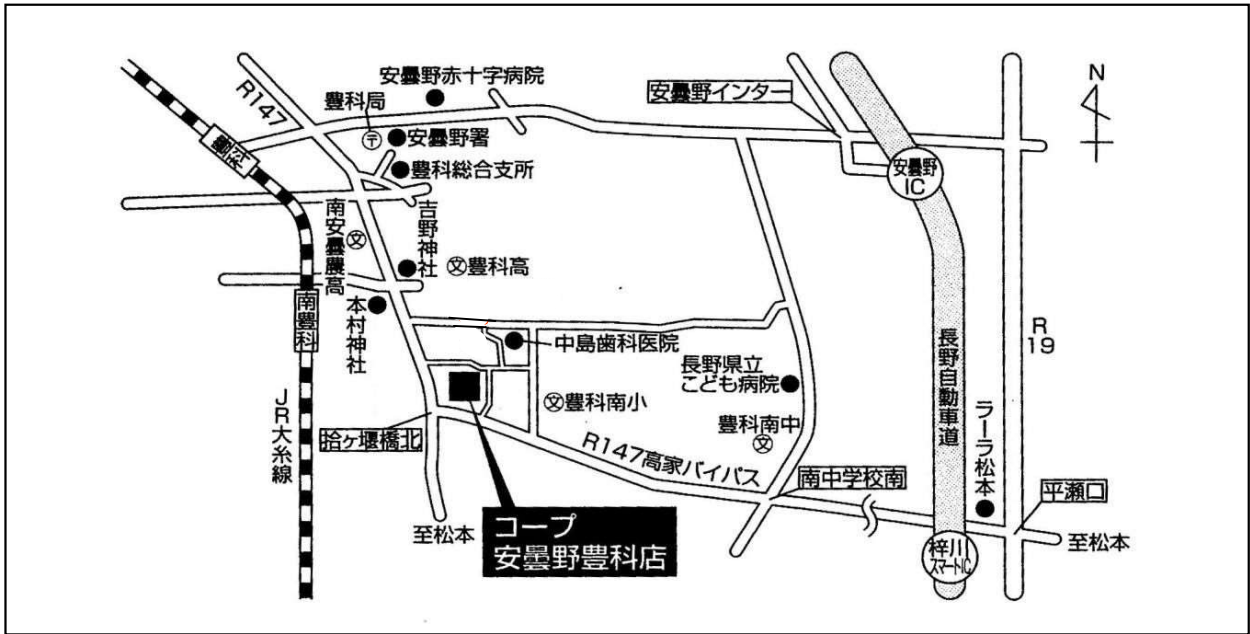 安曇野赤十字病院
豊科局
〒
安曇野署
豊科総合支所
R147
豊科
南安曇農高
文
吉野神社
文豊科高
本村神社
南豊科
JR大糸線
中島歯科医院
文豊科南小
拾ヶ堰橋北
至松本
コープ
安曇野豊科店
R147高家バイパス
長野県立
こども病院
豊科南中
文
南中学校南
安曇野インター
安曇野
IC
長野自動車道
N
R
19
ラーラ松本
平瀬口
至松本
梓川
スマートIC